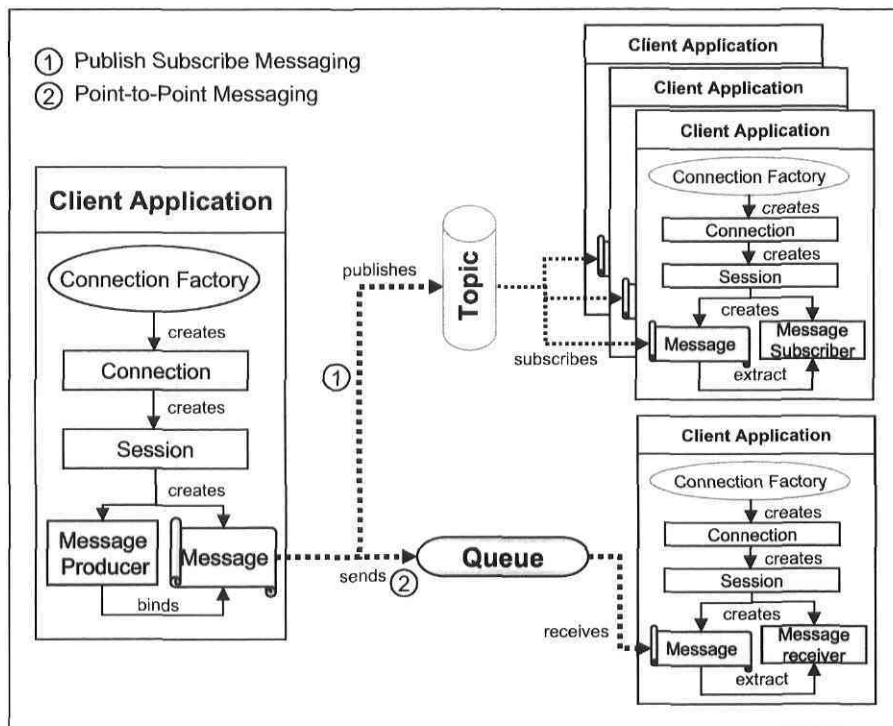 ① Publish Subscribe Messaging
② Point-to-Point Messaging
Client Application
Connection Factory
creates
Connection
creates
Session
creates
Message
Producer
Message
binds
publishes
①
sends
②
Topic
Queue
subscribes
receives
Client Application
Client Application
Client Application
Connection Factory
creates
Connection
creates
Session
creates
Message
Message
Subscriber
extract
Client Application
Connection Factory
creates
Connection
creates
Session
creates
Message
Message
receiver
extract